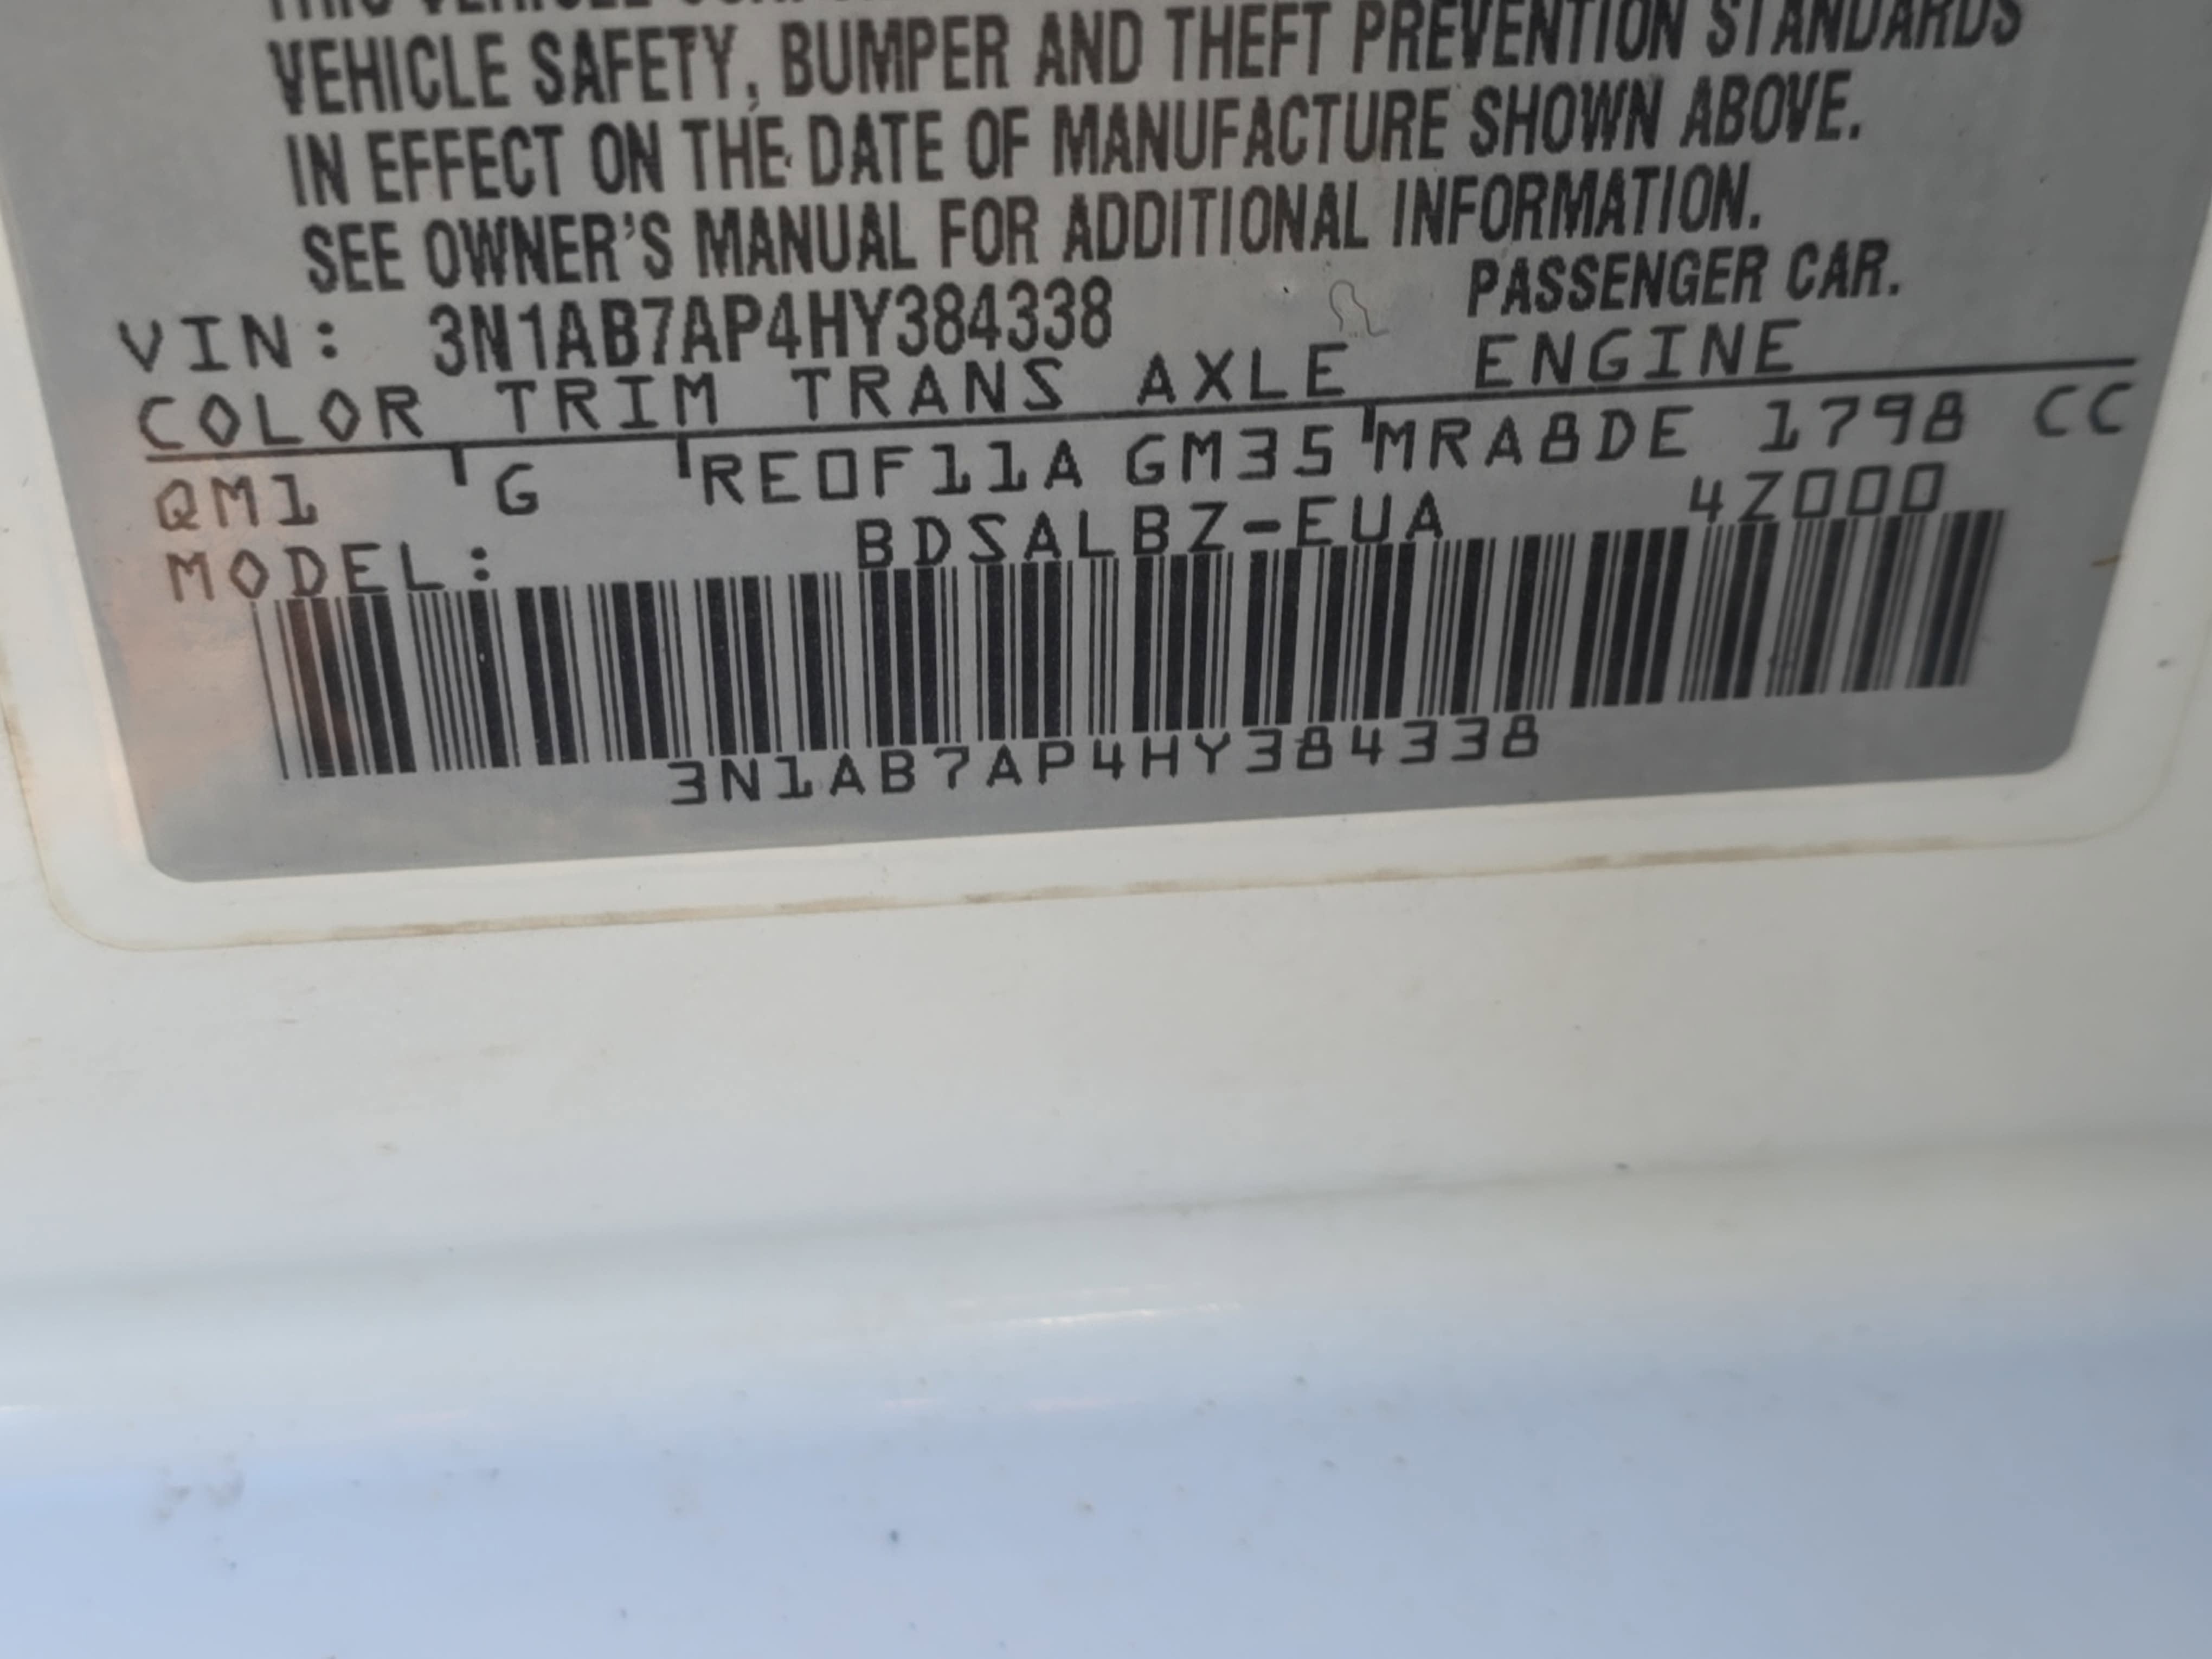 THIS VEHICLE
VEHICLE SAFETY, BUMPER AND THEFT PREVENTION STANDARDS
IN EFFECT ON THE DATE OF MANUFACTURE SHOWN ABOVE.
SEE OWNER'S MANUAL FOR ADDITIONAL INFORMATION.
VIN: 3N1AB7AP4HY384338 PASSENGER CAR.
COLOR TRIM TRANS AXLE ENGINE
QM1 G RE0F11A GM35 MRA8DE 1798 CC
MODEL: BDSALBZ-EUA 4Z000
3N1AB7AP4HY384338